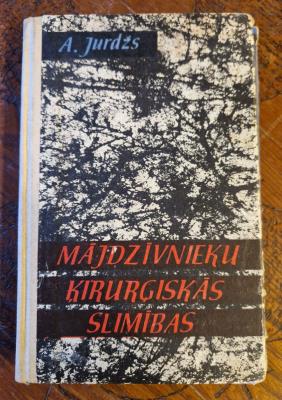 A. Jurdžs
MĀJDZĪVNIEKU
ĶIRURĢISKĀS
SLIMĪBAS